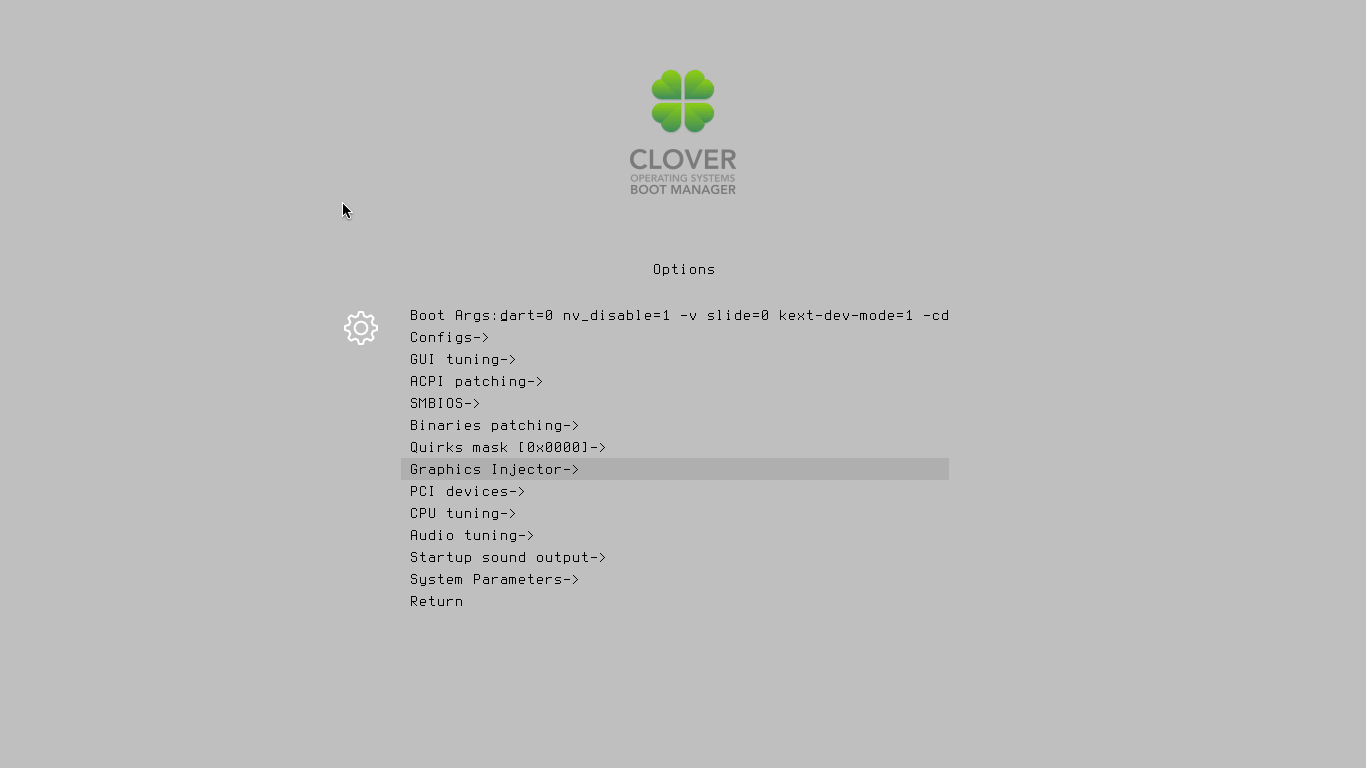 CLOVER
OPERATING SYSTEMS
BOOT MANAGER
Options
Boot Args:dart=0 nv_disable=1 -v slide=0 kext-dev-mode=1 -cd
Configs->
GUI tuning->
ACPI patching->
SMBIOS->
Binaries patching->
Quirks mask [0x0000]->
Graphics Injector->
PCI devices->
CPU tuning->
Audio tuning->
Startup sound output->
System Parameters->
Return